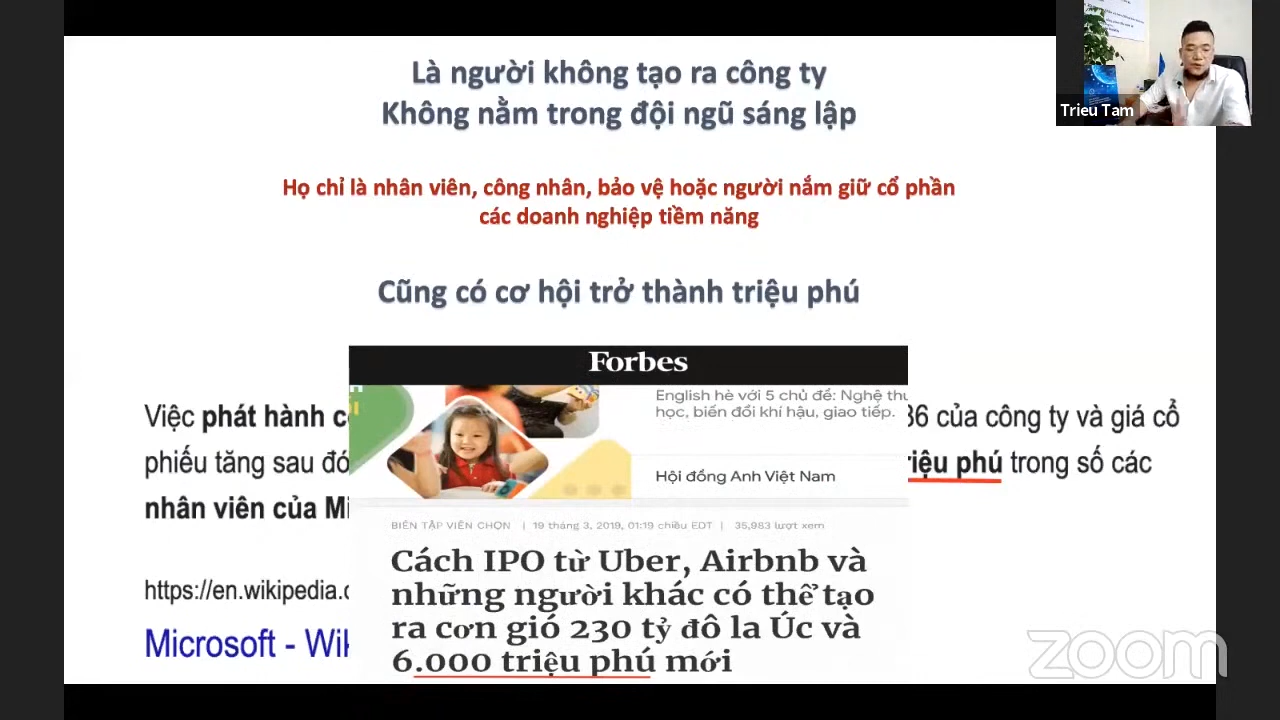 Là người không tạo ra công ty
Không nằm trong đội ngũ sáng lập
Trieu Tam
Họ chỉ là nhân viên, công nhân, bảo vệ hoặc người nắm giữ cổ phần
các doanh nghiệp tiềm năng
Cũng có cơ hội trở thành triệu phú
Forbes
English hè với 5 chủ đề: Nghệ
học, biến đổi khí hậu, giao tiếp.
Hội đồng Anh Việt Nam
Việc phát hành 86 của công ty và giá cổ
phiếu tăng sau đó triệu phú trong số các
nhân viên của
BIÊN TẬP VIÊN CHỌN | 19 tháng 3, 2019, 01:19 chiều EDT | 35,983 lượt xem
Cách IPO từ Uber, Airbnb và
những người khác có thể tạo
ra cơn gió 230 tỷ đô la Úc và
6.000 triệu phú mới
https://en.wikipedia.
Microsoft - Wik
zoom